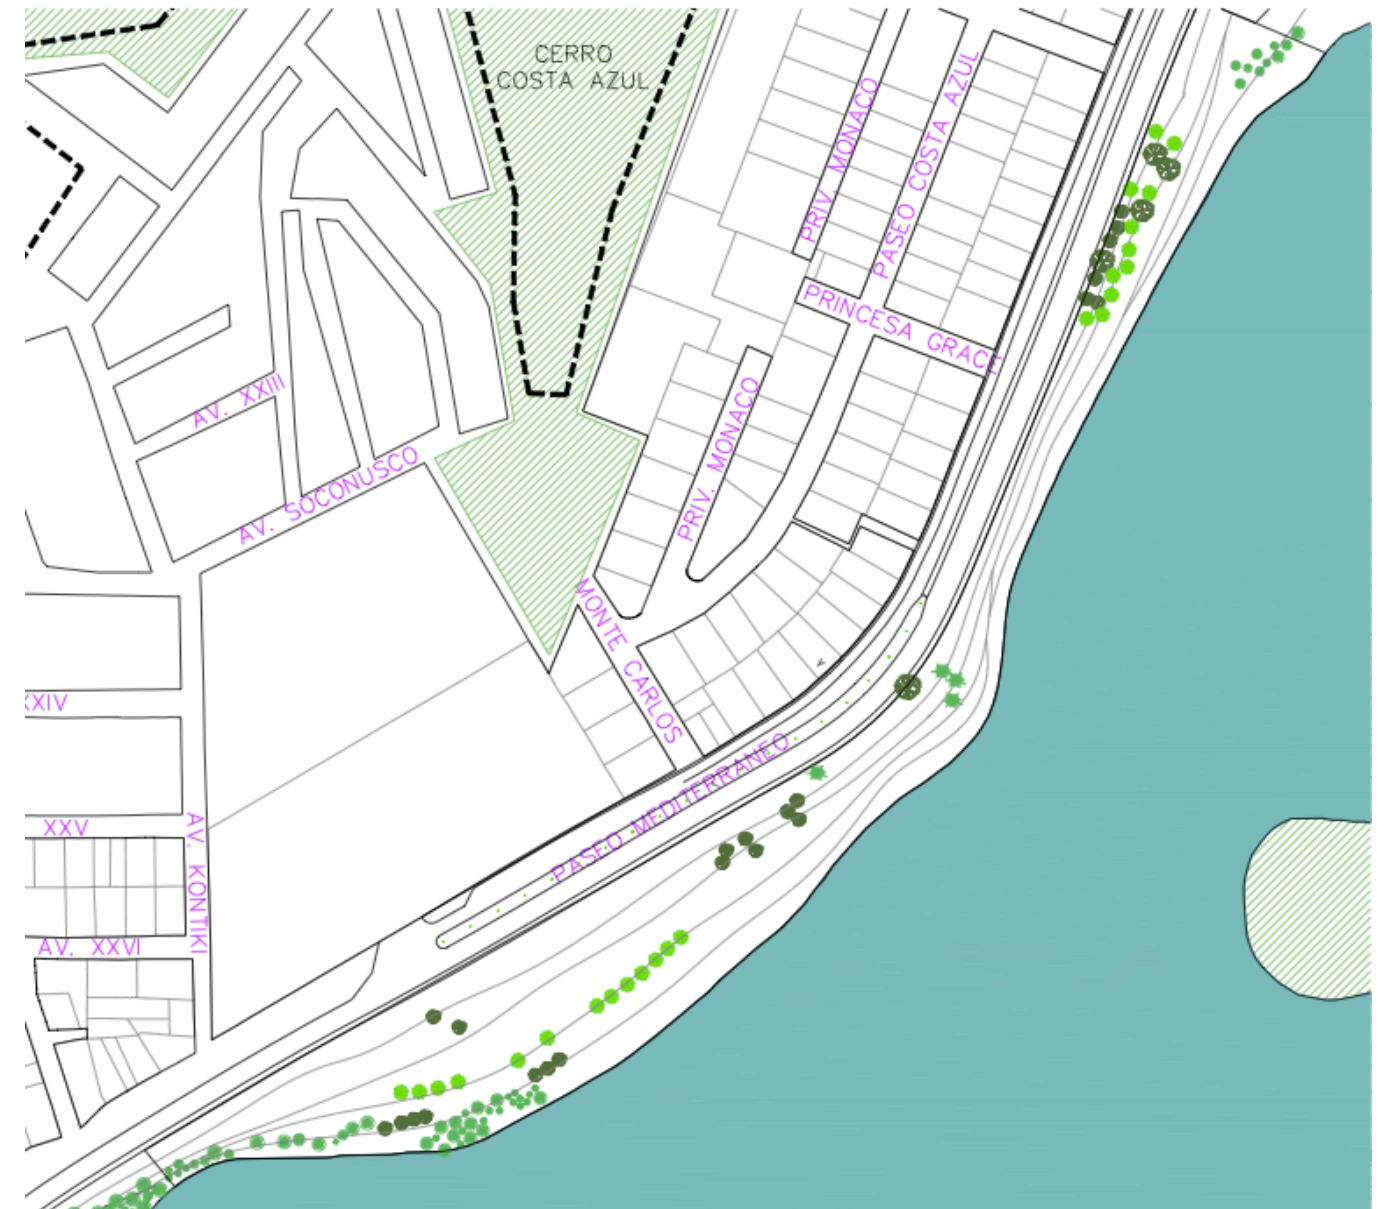 CERRO
COSTA AZUL
PRIV. MONACO
PASEO COSTA AZUL
PRINCESA GRACE
AV. XXIII
PRIV. MONACO
AV. SOCONUSCO
MONTE CARLOS
XXIV
PASEO MEDITERRANEO
XXV
AV. KONTIKI
AV. XXVI